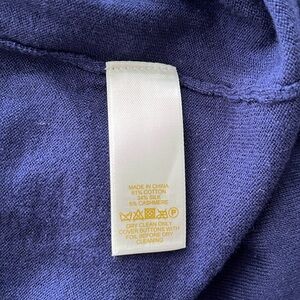 MADE IN CHINA
61% COTTON
34% SILK
5% CASHMERE
P
DRY CLEAN ONLY
COVER BUTTONS WITH
FOIL BEFORE DRY
CLEANING